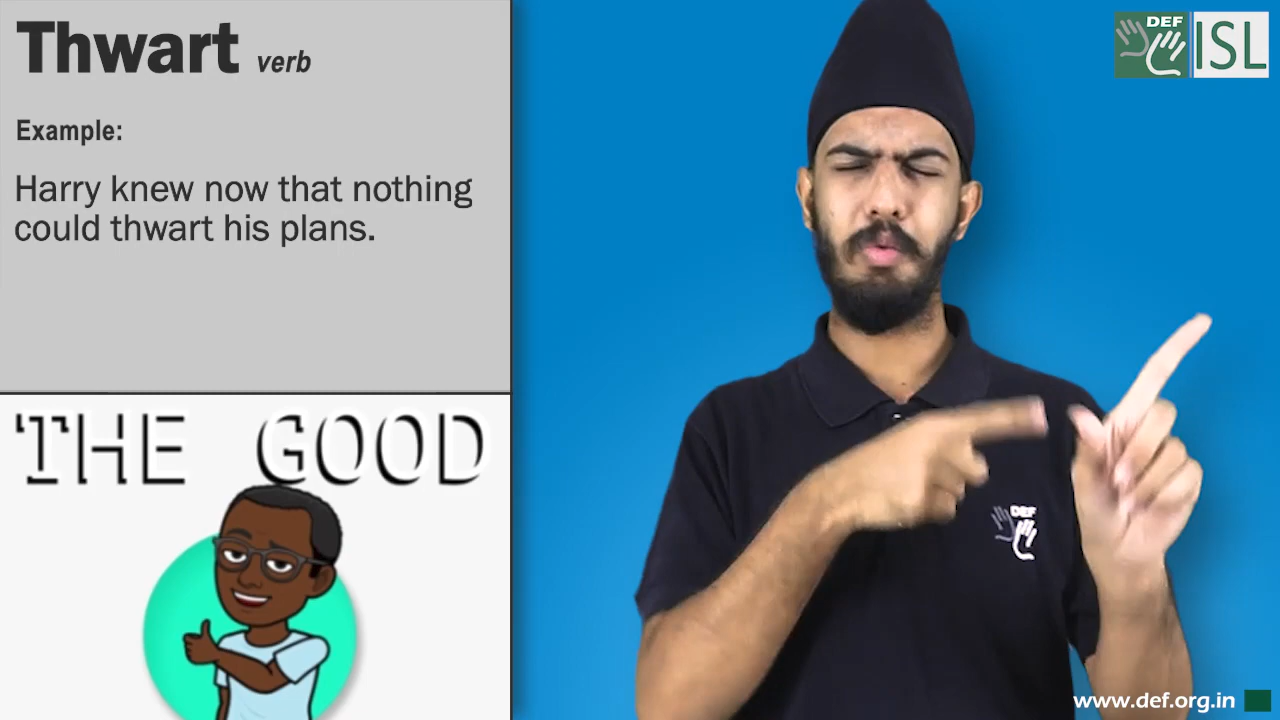 Thwart verb
Example:
Harry knew now that nothing
could thwart his plans.
THE GOOD
DEF ISL
DEF
www.def.org.in